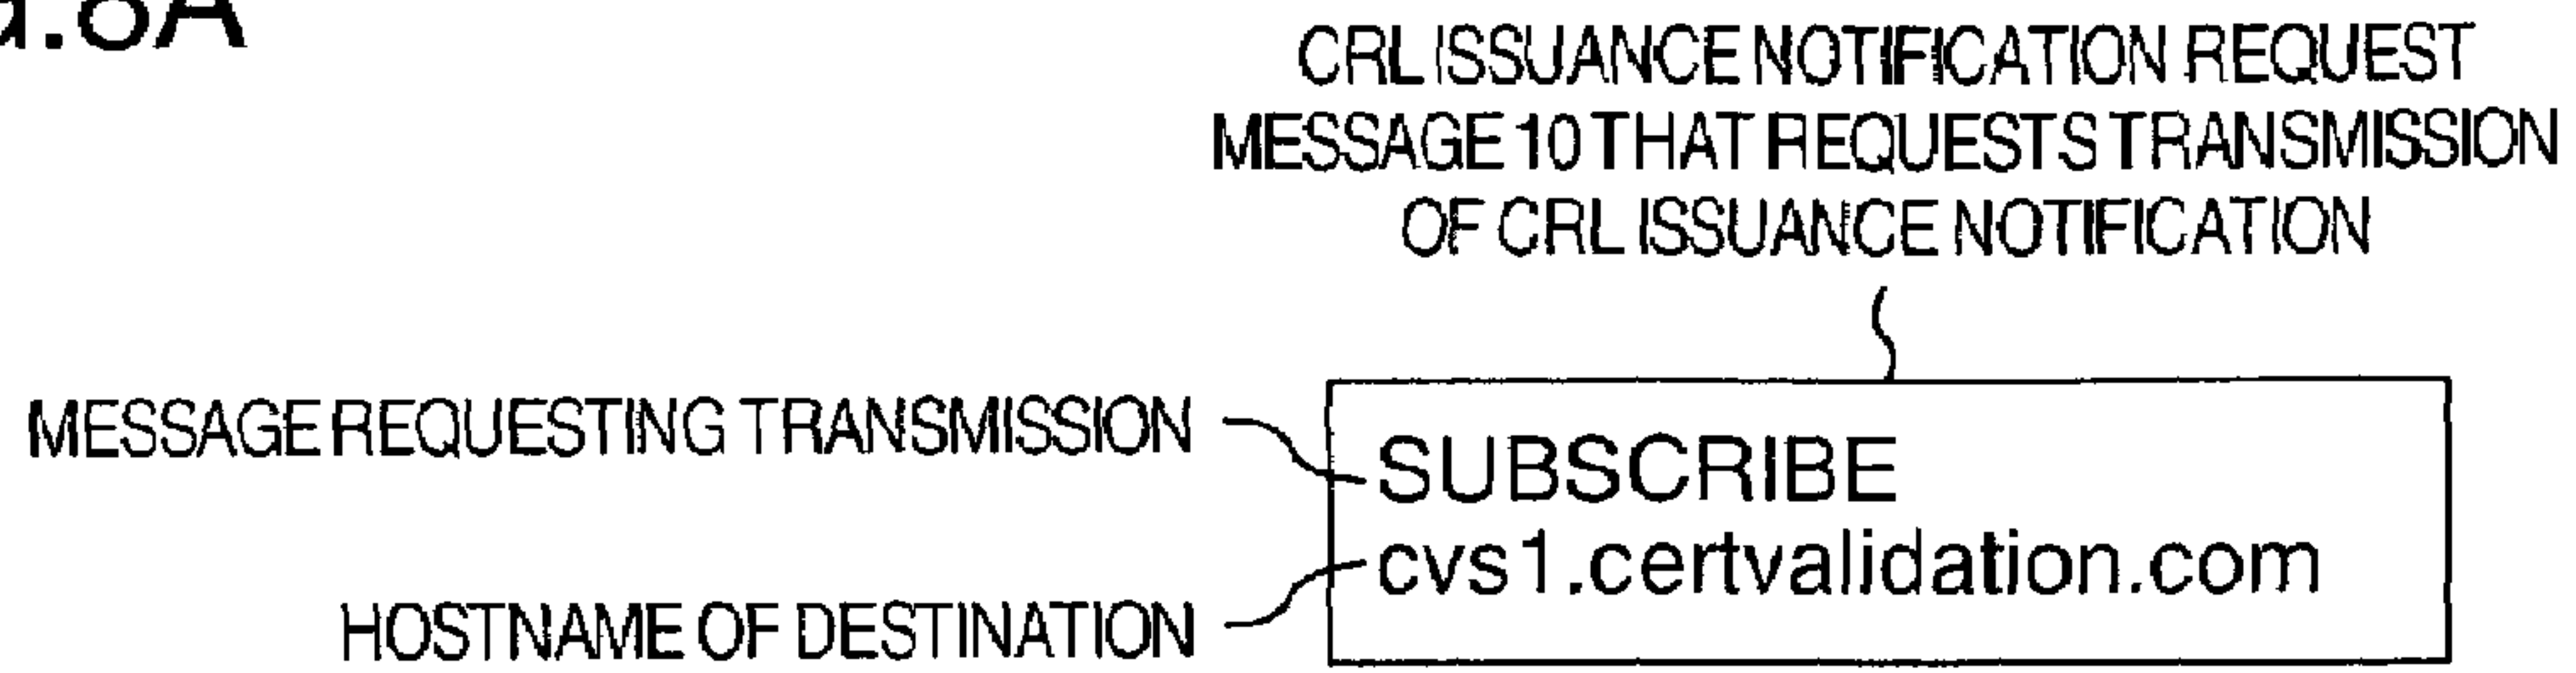 .8A
CRL ISSUANCE NOTIFICATION REQUEST
MESSAGE 10 THAT REQUESTS TRANSMISSION
OF CRL ISSUANCE NOTIFICATION
MESSAGE REQUESTING TRANSMISSION
SUBSCRIBE
cvs1.certvalidation.com
HOSTNAME OF DESTINATION